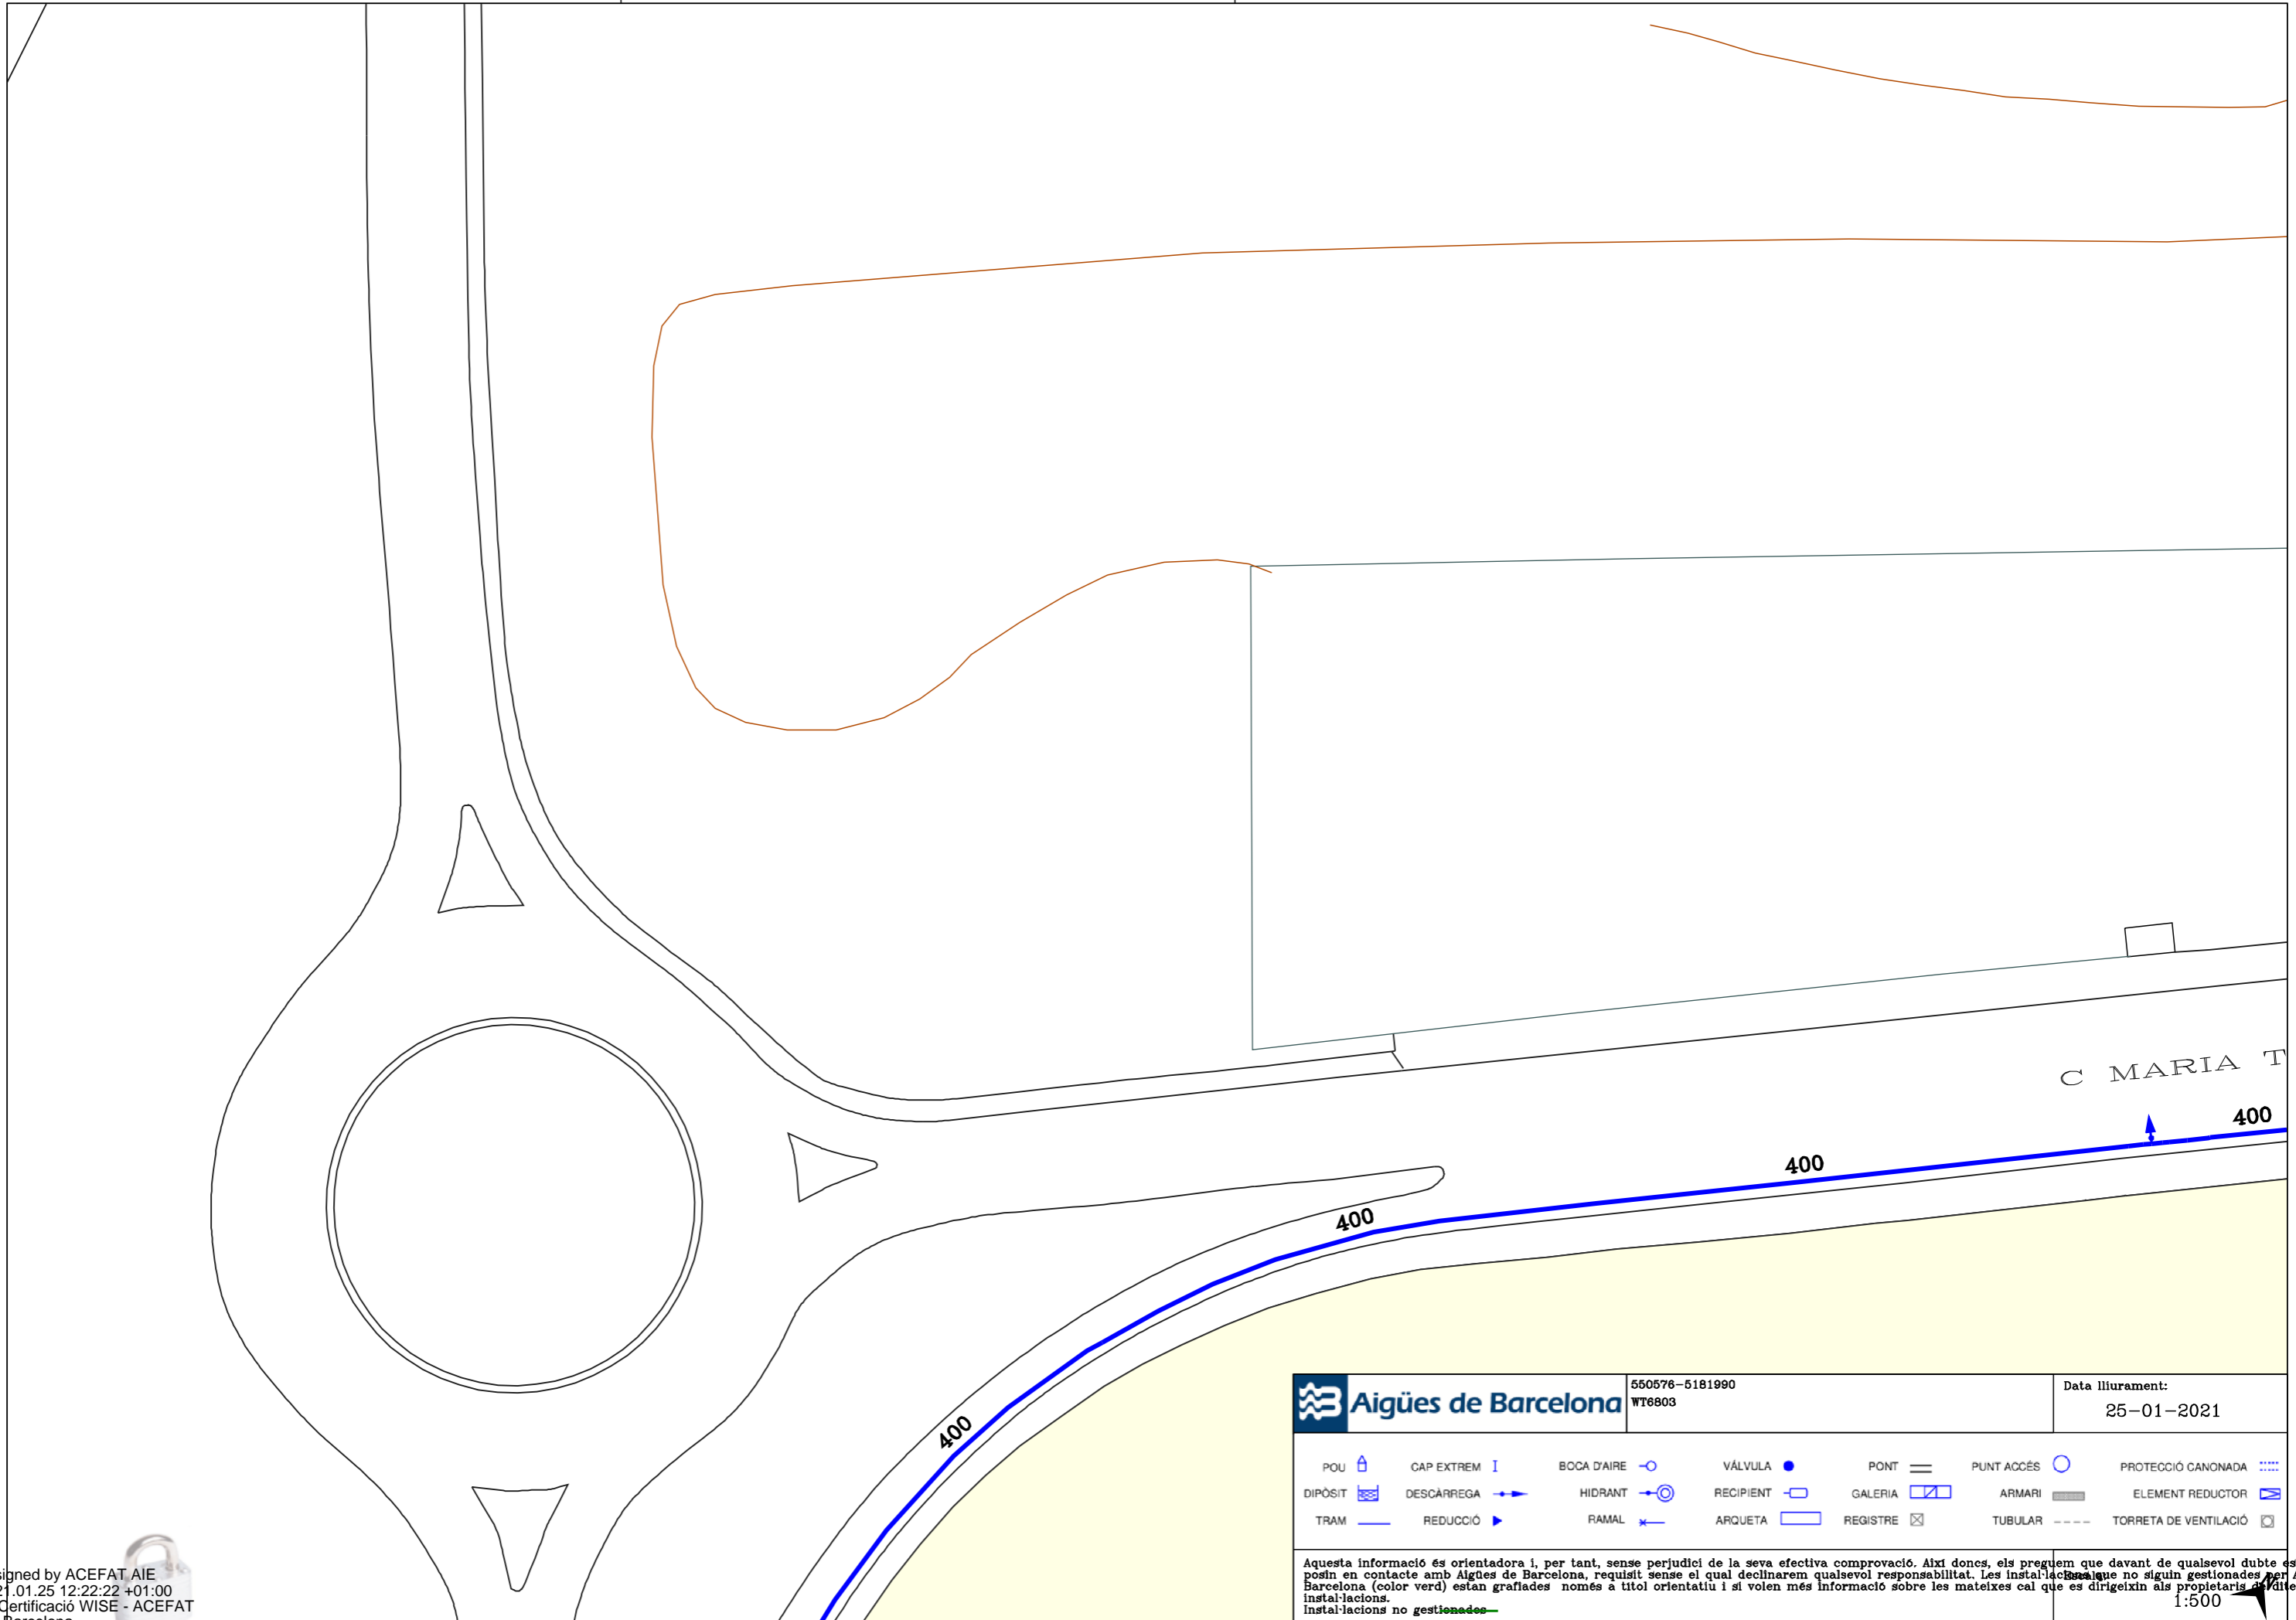 C MARIA T
400
400
400
400
Aigües de Barcelona
550576-5181990
WT6803
Data lliurament:
25-01-2021
POU CAP EXTREM BOCA D'AIRE VÁLVULA PONT PUNT ACCÉS PROTECCIÓ CANONADA
DIPÒSIT DESCÀRREGA HIDRANT RECIPIENT GALERIA ARMARI ELEMENT REDUCTOR
TRAM REDUCCIÓ RAMAL ARQUETA REGISTRE TUBULAR TORRETA DE VENTILACIÓ
Aquesta informació és orientadora i, per tant, sense perjudici de la seva efectiva comprovació. Així doncs, els preguem que davant de qualsevol dubte es
posin en contacte amb Aigües de Barcelona, requisit sense el qual declinarem qualsevol responsabilitat. Les instal·lacions que no siguin gestionades per
Barcelona (color verd) estan grafiades només a títol orientatiu i si volen més informació sobre les mateixes cal que es dirigeixin als propietaris
instal·lacions.
Instal·lacions no gestionades
Escala:
1:500
N
signed by ACEFAT AIE
21.01.25 12:22:22 +01:00
Certificació WISE - ACEFAT
Barcelona